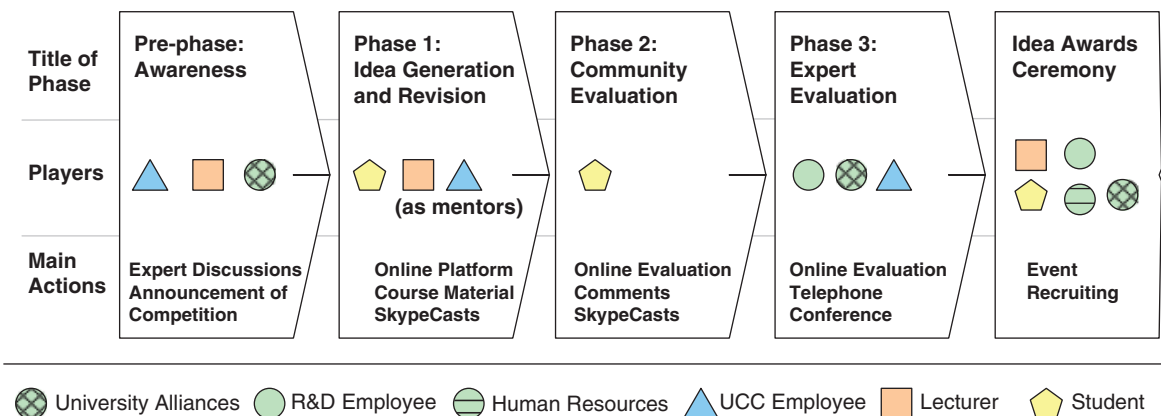 Title of
Phase
Pre-phase:
Awareness
Phase 1:
Idea Generation
and Revision
Phase 2:
Community
Evaluation
Phase 3:
Expert
Evaluation
Idea Awards
Ceremony
Players
(as mentors)
Main
Actions
Expert Discussions
Announcement of
Competition
Online Platform
Course Material
SkypeCasts
Online Evaluation
Comments
SkypeCasts
Online Evaluation
Telephone
Conference
Event
Recruiting
University Alliances
R&D Employee
Human Resources
UCC Employee
Lecturer
Student